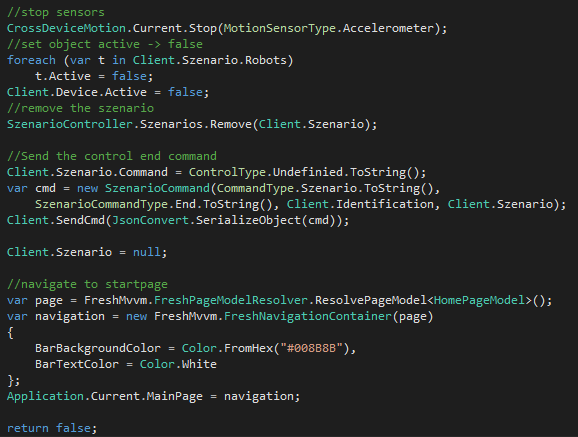 //stop sensors
CrossDeviceMotion.Current.Stop(MotionSensorType.Accelerometer);
//set object active -> false
foreach (var t in Client.Szenario.Robots)
    t.Active = false;
Client.Device.Active = false;
//remove the szenario
SzenarioController.Szenarios.Remove(Client.Szenario);

//Send the control end command
Client.Szenario.Command = ControlType.Undefinied.ToString();
var cmd = new SzenarioCommand(CommandType.Szenario.ToString(),
    SzenarioCommandType.End.ToString(), Client.Identification, Client.Szenario);
Client.SendCmd(JsonConvert.SerializeObject(cmd));

Client.Szenario = null;

//navigate to startpage
var page = FreshMvvm.FreshPageModelResolver.ResolvePageModel<HomePageModel>();
var navigation = new FreshMvvm.FreshNavigationContainer(page)
{
    BarBackgroundColor = Color.FromHex("#008B8B"),
    BarTextColor = Color.White
};
Application.Current.MainPage = navigation;

return false;